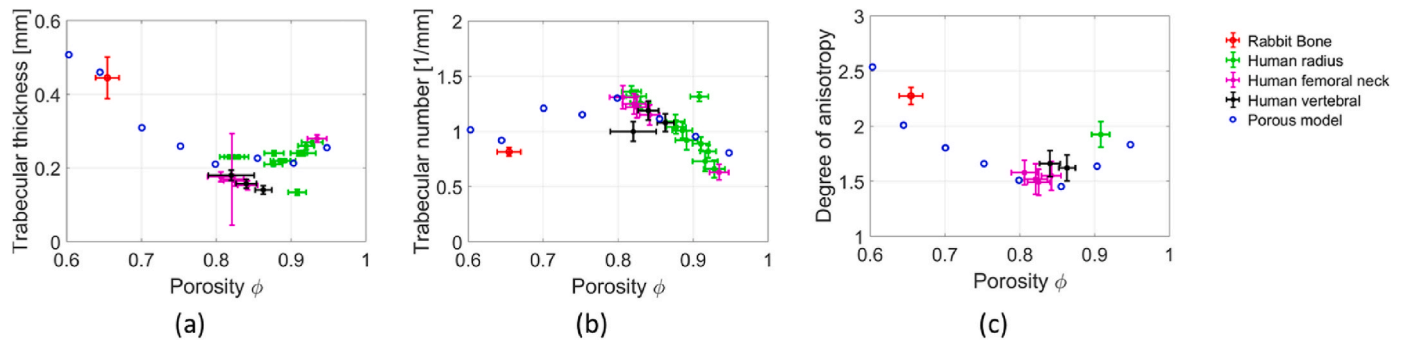 Trabecular thickness [mm]
0.6
0.4
0.2
0
0.6
0.7
0.8
0.9
1
Porosity ϕ
(a)
Trabecular number [1/mm]
2
1.5
1
0.5
0
0.6
0.7
0.8
0.9
1
Porosity ϕ
(b)
Degree of anisotropy
3
2.5
2
1.5
1
0.6
0.7
0.8
0.9
1
Porosity ϕ
(c)
Rabbit Bone
Human radius
Human femoral neck
Human vertebral
Porous model